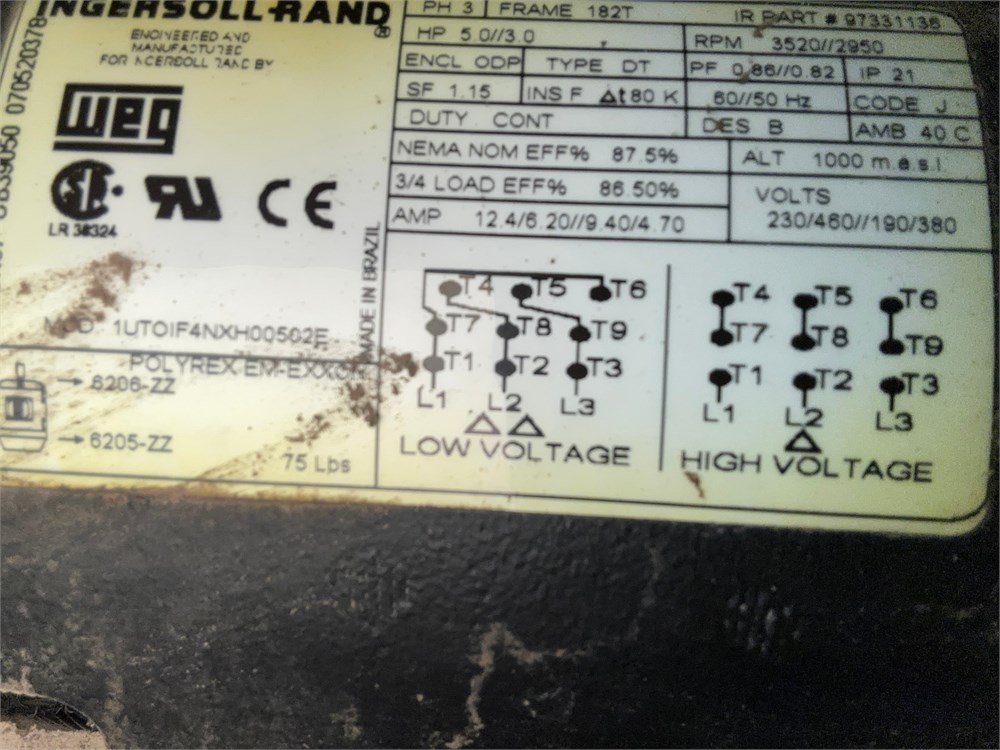 INGERSOLL-RAND®
ENGINEERED AND
MANUFACTURED
FOR INGERSOLL RAND BY
weg
LR 38324
MADE IN BRAZIL
070520378
MOD. 1UTOIF4NXH00502E
POLYREX EM-EXXON
6206-ZZ
6205-ZZ
75 Lps
PH 3 FRAME 182T IR PART # 97331136
HP 5.0//3.0 RPM 3520//2950
ENCL ODP TYPE DT PF 0.86//0.82 IP 21
SF 1.15 INS F Δt 80 K 60//50 Hz CODE J
DUTY CONT DES B AMB 40 C
NEMA NOM EFF% 87.5% ALT 1000 m.a.s.l.
3/4 LOAD EFF% 86.50% VOLTS
AMP 12.4/6.20//9.40/4.70 230/460//190/380
T4 T5 T6
T7 T8 T9
T1 T2 T3
L1 L2 L3
LOW VOLTAGE
T4 T5 T6
T7 T8 T9
T1 T2 T3
L1 L2 L3
HIGH VOLTAGE